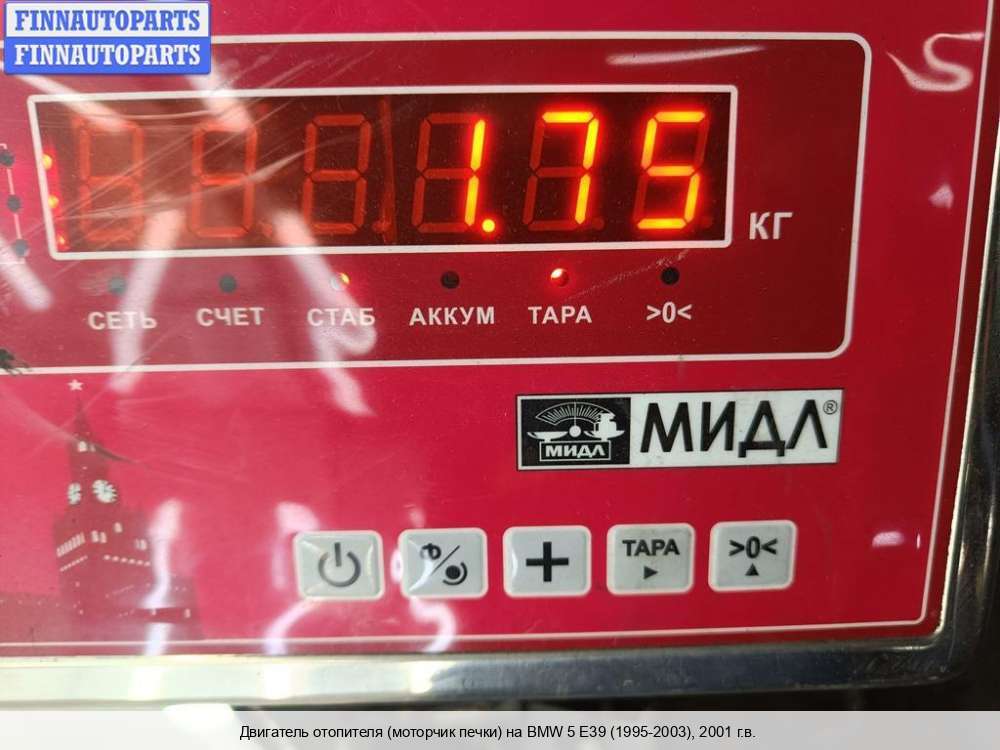 FINNAUTOPARTS
FINNAUTOPARTS
1.75
КГ
СЕТЬ СЧЕТ СТАБ АККУМ ТАРА >0<
МИДЛ МИДЛ®
ТАРА >0<
Двигатель отопителя (моторчик печки) на BMW 5 E39 (1995-2003), 2001 г.в.